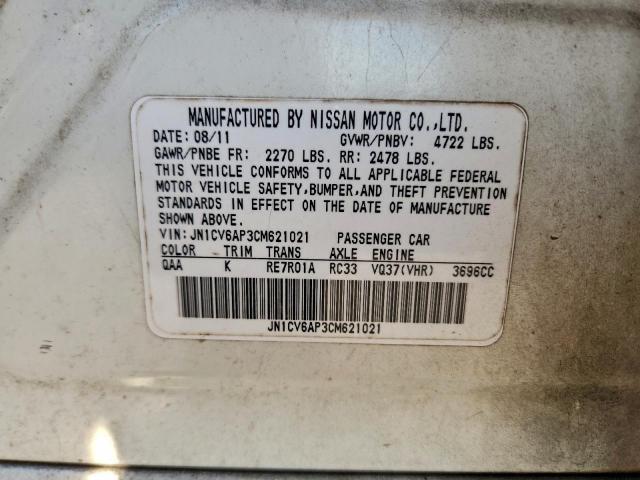 MANUFACTURED BY NISSAN MOTOR CO.,LTD.
DATE: 08/11 GVWR/PNBV: 4722 LBS.
GAWR/PNBE FR: 2270 LBS. RR: 2478 LBS.
THIS VEHICLE CONFORMS TO ALL APPLICABLE FEDERAL
MOTOR VEHICLE SAFETY,BUMPER,AND THEFT PREVENTION
STANDARDS IN EFFECT ON THE DATE OF MANUFACTURE
SHOWN ABOVE.
VIN:JN1CV6AP3CM621021 PASSENGER CAR
COLOR TRIM TRANS AXLE ENGINE
QAA K RE7R01A RC33 VQ37(VHR) 3696CC
JN1CV6AP3CM621021